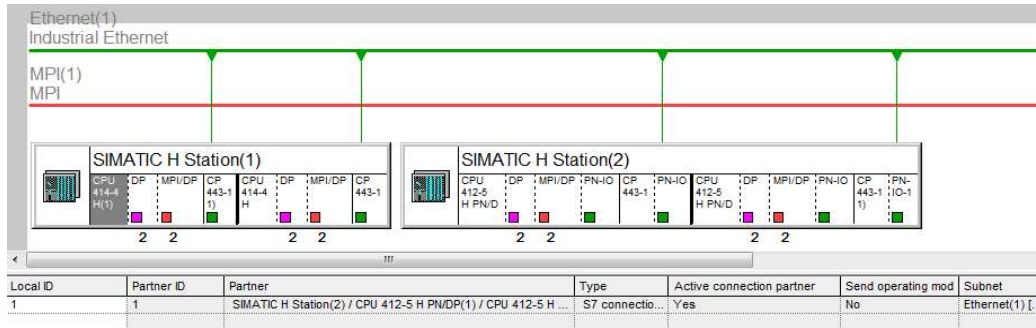 Ethernet(1)
Industrial Ethernet
MPI(1)
MPI
SIMATIC H Station(1)
CPU 414-4 H(1) DP MPI/DP CP 443-1 1) CPU 414-4 H DP MPI/DP CP 443-1
2 2 2 2
SIMATIC H Station(2)
CPU 412-5 H PN/D DP MPI/DP PN-IO CP 443-1 PN-IO CPU 412-5 H PN/D DP MPI/DP PN-IO CP 443-1 1) PN-IO-1
2 2 2 2
Local ID Partner ID Partner Type Active connection partner Send operating mod Subnet
1 1 SIMATIC H Station(2) / CPU 412-5 H PN/DP(1) / CPU 412-5 H ... S7 connectio... Yes No Ethernet(1) [.